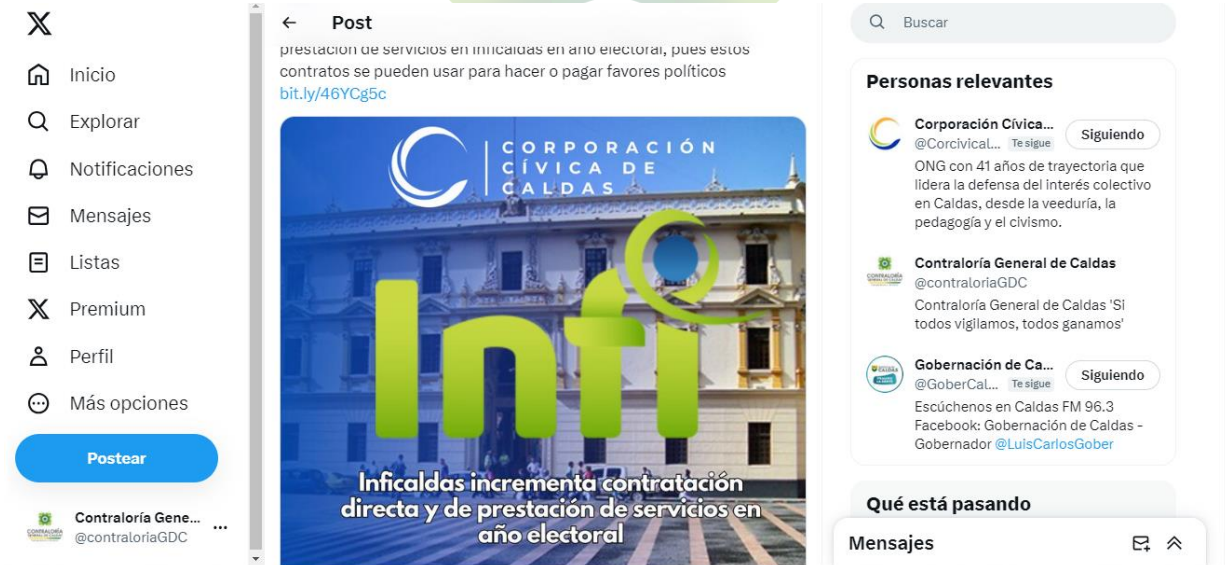 Inicio
Explorar
Notificaciones
Mensajes
Listas
Premium
Perfil
Más opciones
Postear
Contraloría Gene...
@contraloriaGDC
Post
prestación de servicios en Inficaldas en año electoral, pues estos
contratos se pueden usar para hacer o pagar favores políticos
bit.ly/46YCg5c
CORPORACIÓN
CÍVICA DE
CALDAS
Infi
Inficaldas incrementa contratación
directa y de prestación de servicios en
año electoral
Buscar
Personas relevantes
Corporación Cívica...
@Corcivical... Te sigue
Siguiendo
ONG con 41 años de trayectoria que
lidera la defensa del interés colectivo
en Caldas, desde la veeduría, la
pedagogía y el civismo.
Contraloría General de Caldas
@contraloriaGDC
Contraloría General de Caldas 'Si
todos vigilamos, todos ganamos'
Gobernación de Ca...
@GoberCal... Te sigue
Siguiendo
Escúchenos en Caldas FM 96.3
Facebook: Gobernación de Caldas -
Gobernador @LuisCarlosGober
Qué está pasando
Mensajes